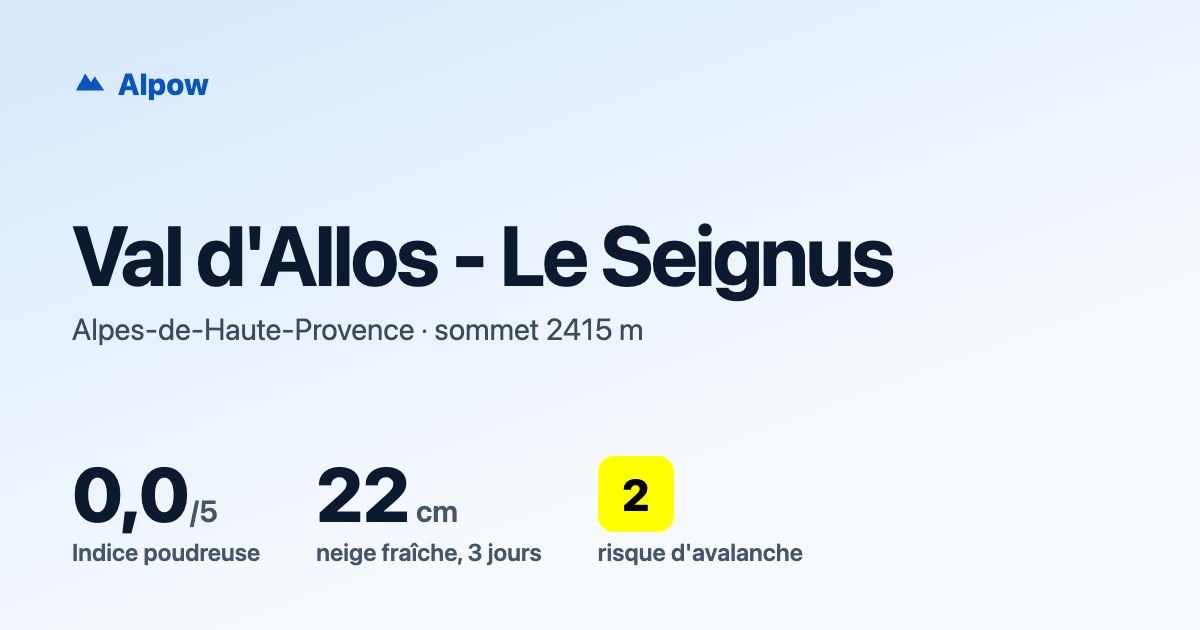 Alpow
Val d'Allos - Le Seignus
Alpes-de-Haute-Provence · sommet 2415 m
0,0/5 22 cm 2
Indice poudreuse neige fraîche, 3 jours risque d'avalanche